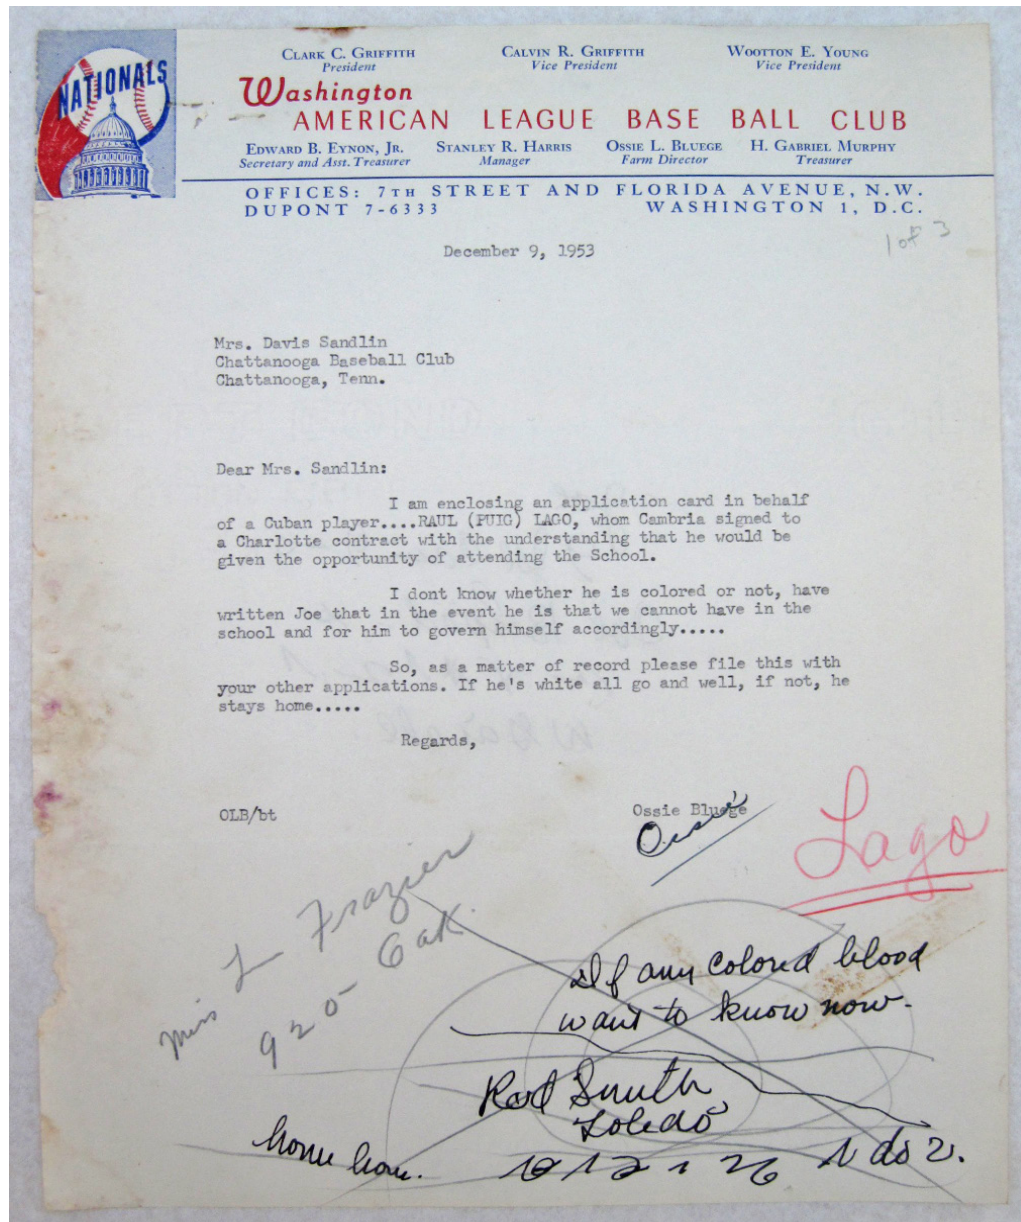 NATIONALS
CLARK C. GRIFFITH
President
CALVIN R. GRIFFITH
Vice President
WOOTTON E. YOUNG
Vice President
Washington
AMERICAN LEAGUE BASE BALL CLUB
EDWARD B. EYNON, JR.
Secretary and Asst. Treasurer
STANLEY R. HARRIS
Manager
OSSIE L. BLUEGE
Farm Director
H. GABRIEL MURPHY
Treasurer
OFFICES: 7TH STREET AND FLORIDA AVENUE, N.W.
DUPONT 7-6333 WASHINGTON 1, D.C.
1 of 3
December 9, 1953
Mrs. Davis Sandlin
Chattanooga Baseball Club
Chattanooga, Tenn.
Dear Mrs. Sandlin:
I am enclosing an application card in behalf
of a Cuban player....RAUL (PUIG) LAGO, whom Cambria signed to
a Charlotte contract with the understanding that he would be
given the opportunity of attending the School.
I dont know whether he is colored or not, have
written Joe that in the event he is that we cannot have in the
school and for him to govern himself accordingly.....
So, as a matter of record please file this with
your other applications. If he's white all go and well, if not, he
stays home.....
Regards,
OLB/bt
Ossie Bluege
Ossie
Lago
Miss L Frazier
920 Oak
If any colored blood
want to know now.
Red Smith
Toledo
home